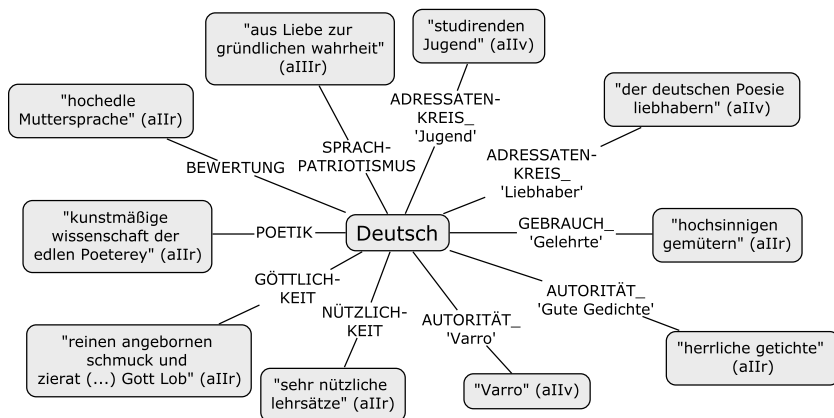 "aus Liebe zur
gründlichen wahrheit"
(aIIIr)
"studirenden
Jugend" (aIIv)
"hochedle
Muttersprache" (aIIr)
"der deutschen Poesie
liebhabern" (aIIv)
ADRESSATEN-
KREIS_
'Jugend'
SPRACH-
PATRIOTISMUS
ADRESSATEN-
KREIS_
'Liebhaber'
BEWERTUNG
"kunstmäßige
wissenschaft der
edlen Poeterey" (aIIr)
POETIK
Deutsch
GEBRAUCH_
'Gelehrte'
"hochsinnigen
gemütern" (aIIr)
GÖTTLICH-
KEIT
NÜTZLICH-
KEIT
AUTORITÄT_
'Varro'
AUTORITÄT_
'Gute Gedichte'
"reinen angebornen
schmuck und
zierat (...) Gott Lob" (aIIr)
"sehr nützliche
lehrsätze" (aIIr)
"Varro" (aIIv)
"herrliche getichte"
(aIIr)